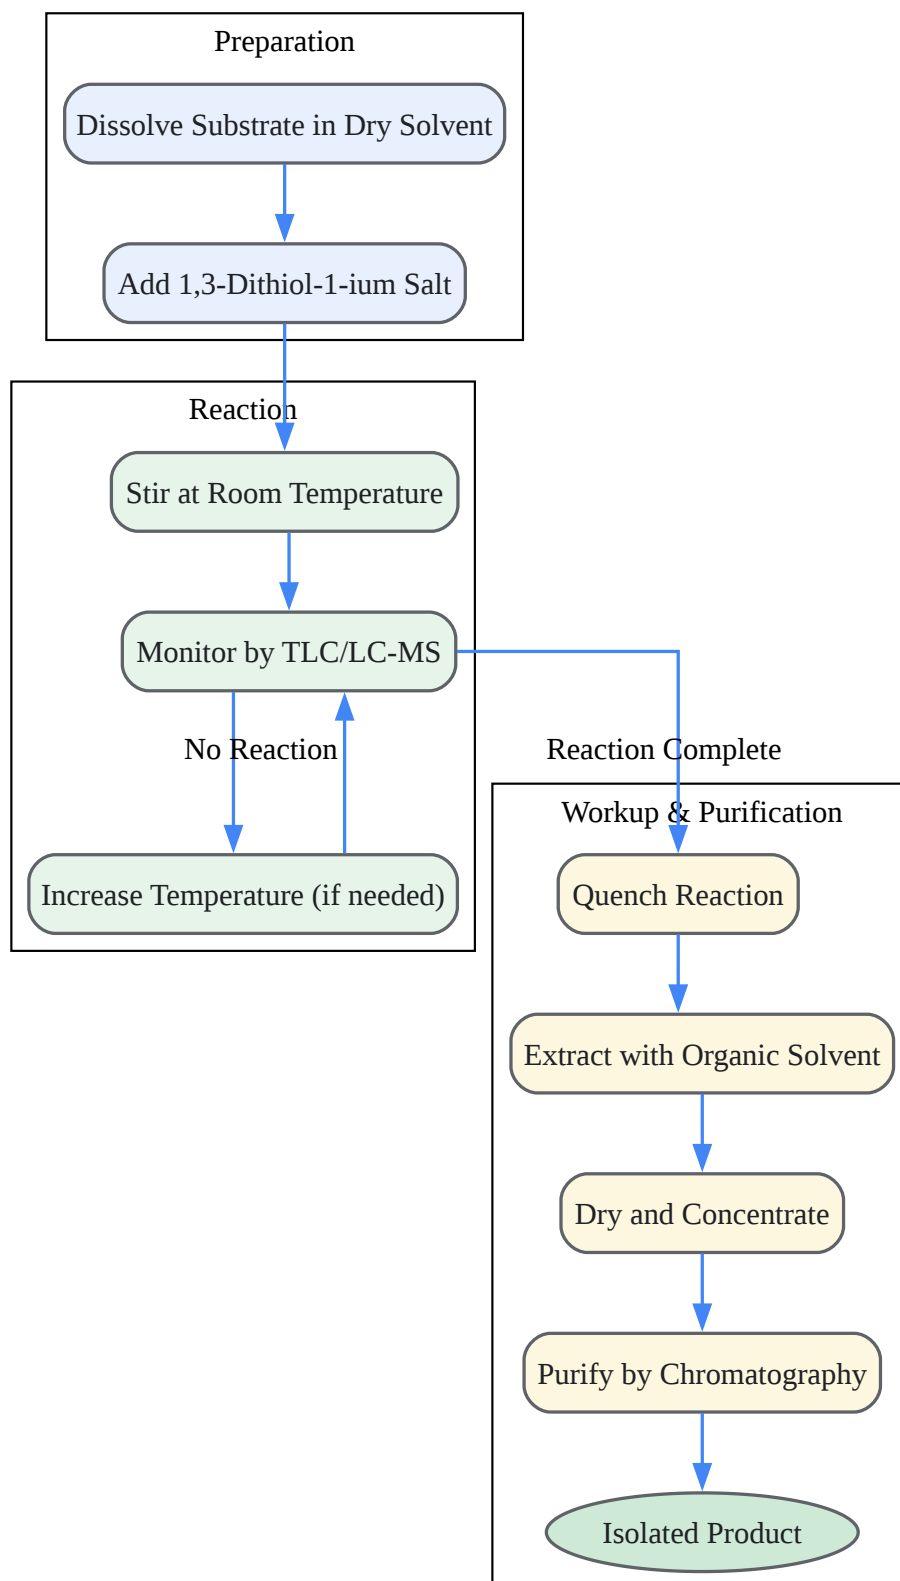 Preparation
Dissolve Substrate in Dry Solvent
Add 1,3-Dithiol-1-ium Salt
Reaction
Stir at Room Temperature
Monitor by TLC/LC-MS
No Reaction
Reaction Complete
Increase Temperature (if needed)
Workup & Purification
Quench Reaction
Extract with Organic Solvent
Dry and Concentrate
Purify by Chromatography
Isolated Product